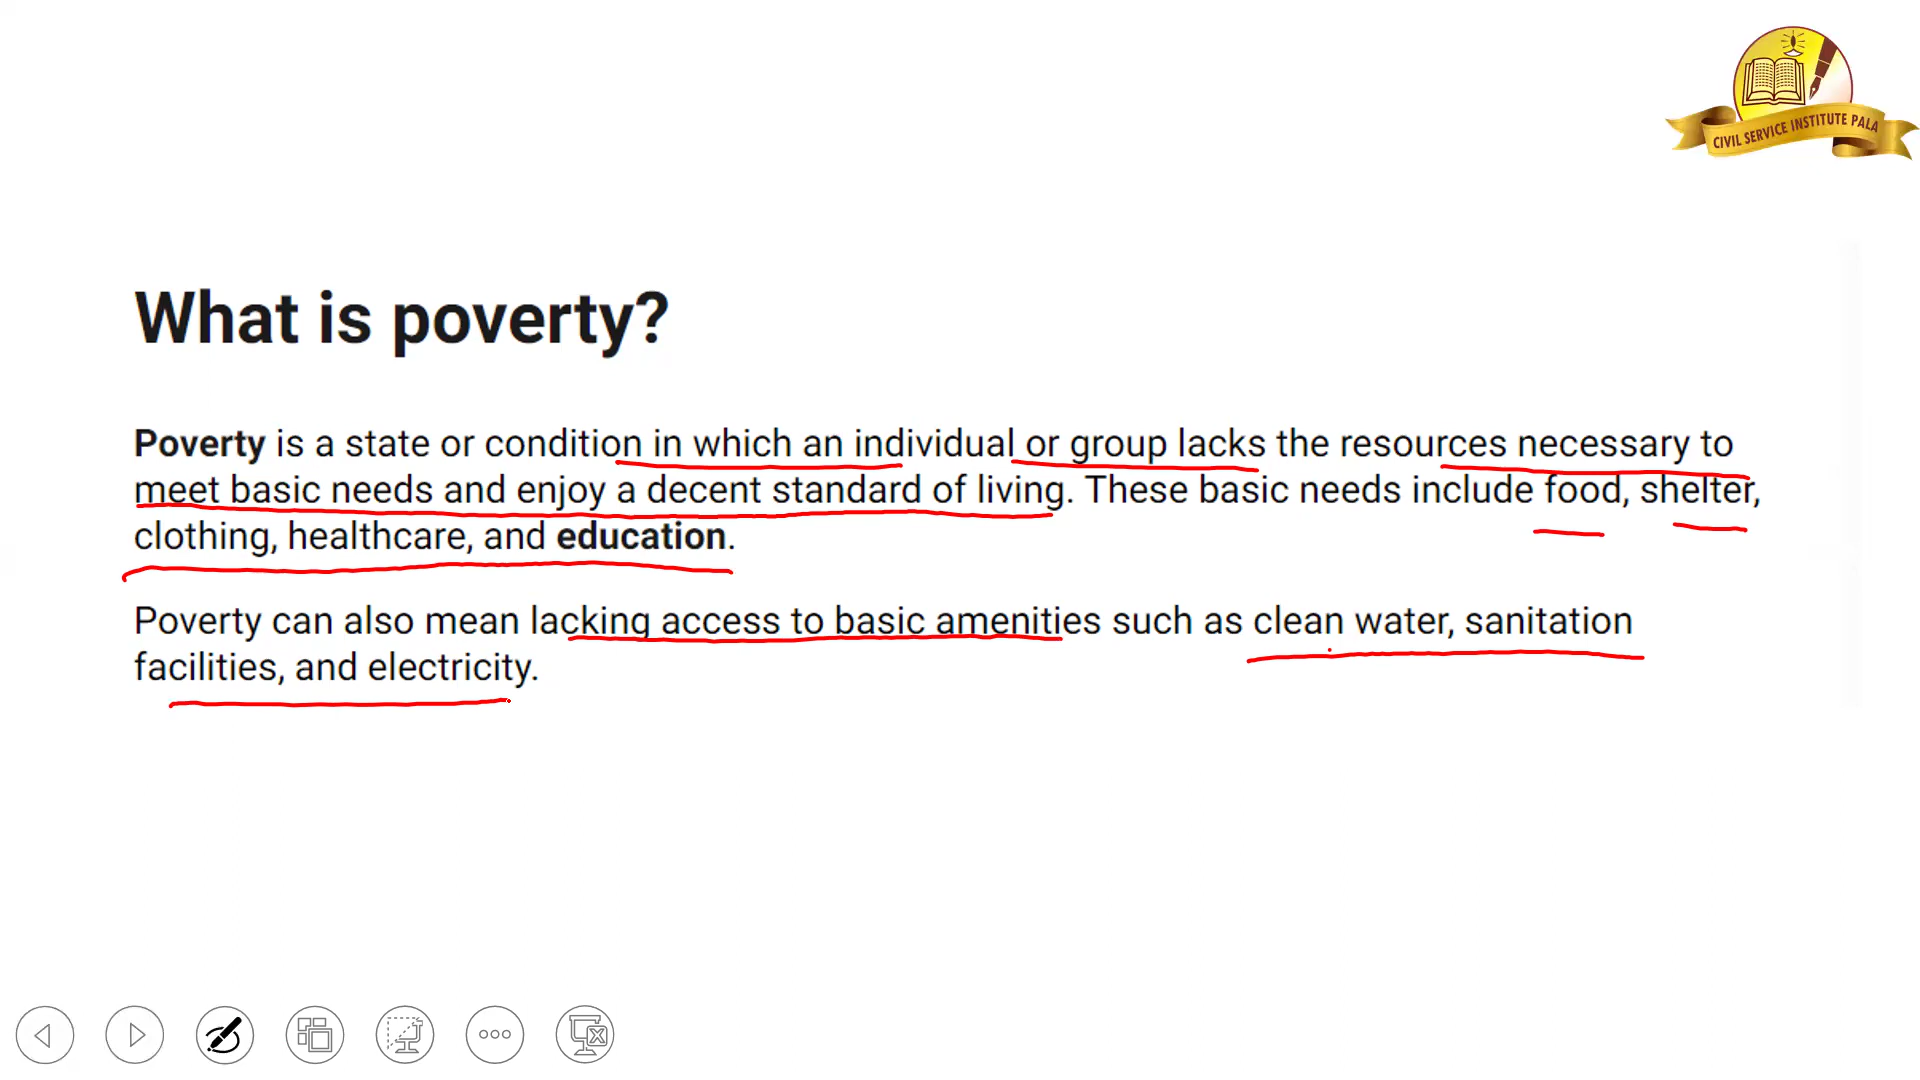 CIVIL SERVICE INSTITUTE PALA
What is poverty?
Poverty is a state or condition in which an individual or group lacks the resources necessary to
meet basic needs and enjoy a decent standard of living. These basic needs include food, shelter,
clothing, healthcare, and education.
Poverty can also mean lacking access to basic amenities such as clean water, sanitation
facilities, and electricity.